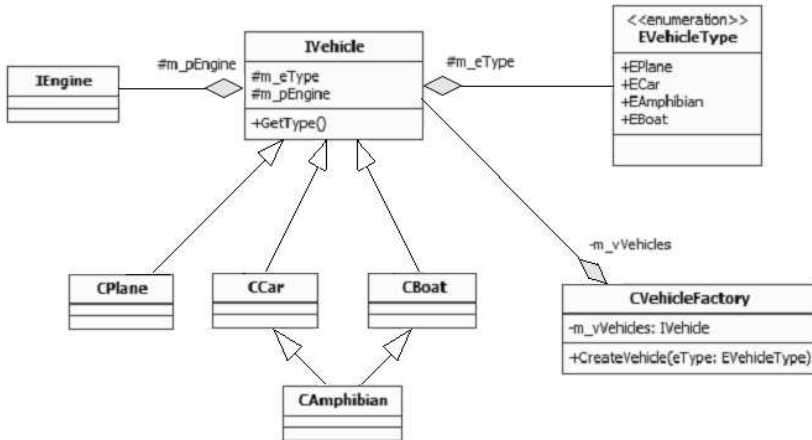 <<enumeration>>
EVehicleType
+EPlane
+ECar
+EAmphibian
+EBoat
IVehicle
#m_eType
#m_pEngine
+GetType()
#m_pEngine
#m_eType
IEngine
-m_vVehicles
CPlane
CCar
CBoat
CVehicleFactory
-m_vVehicles: IVehicle
+CreateVehicle(eType: EVehicleType)
CAmphibian